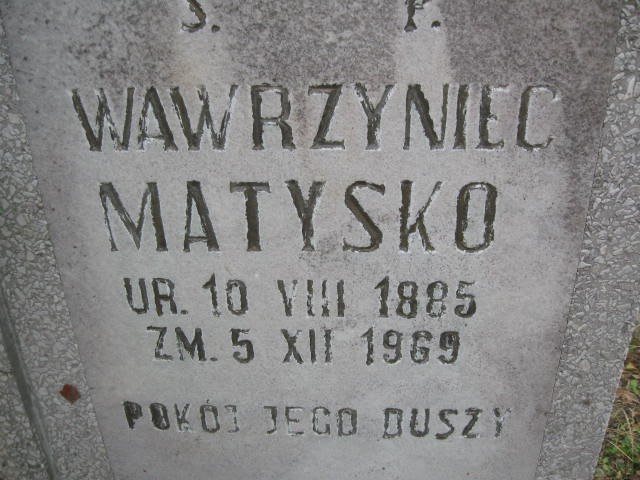 S. P.
WAWRZYNIEC
MATYSKO
UR. 10 VIII 1885
ZM. 5 XII 1969
POKÓJ JEGO DUSZY